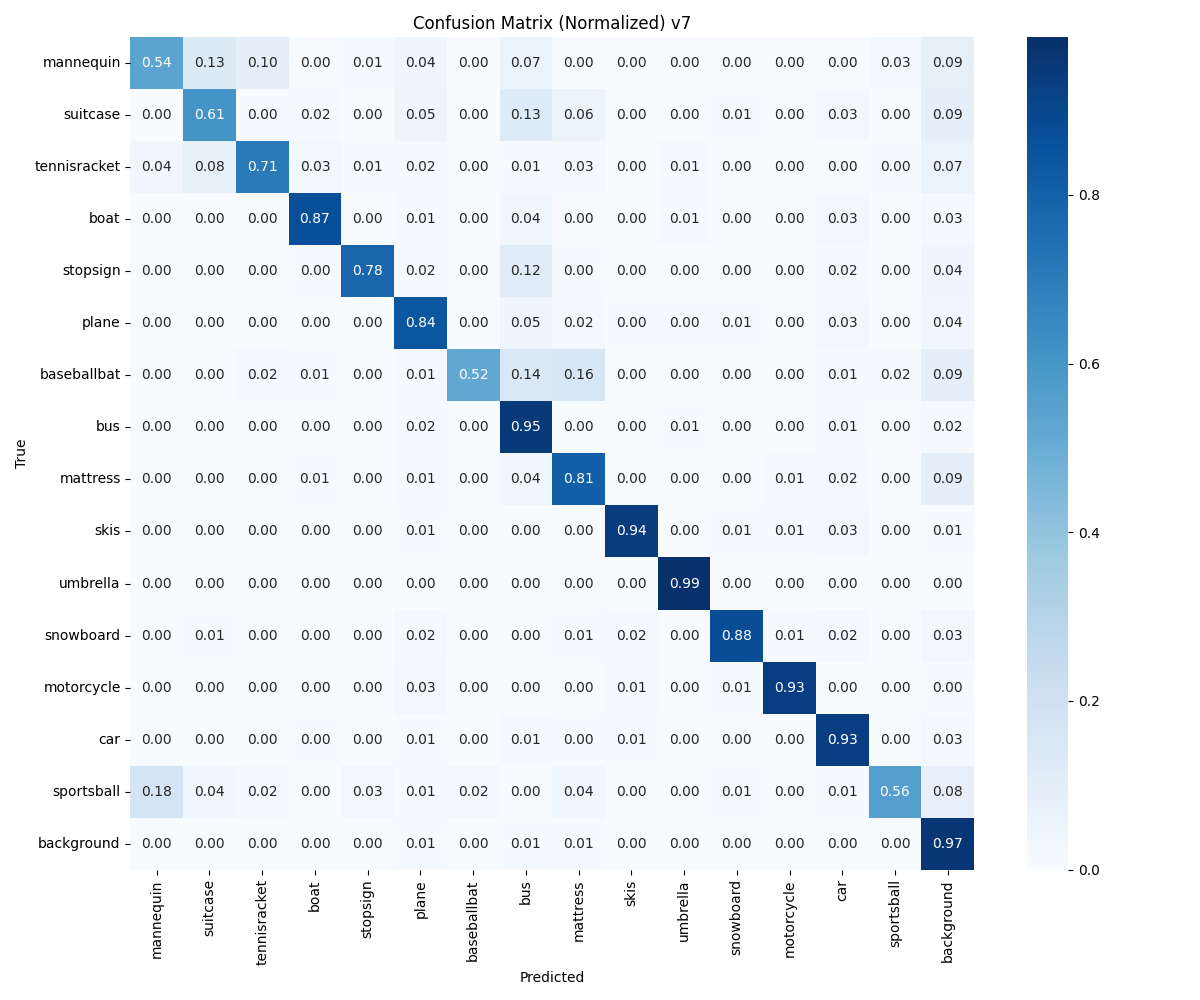 Confusion Matrix (Normalized) v7
mannequin 0.54 0.13 0.10 0.00 0.01 0.04 0.00 0.07 0.00 0.00 0.00 0.00 0.00 0.00 0.03 0.09
suitcase 0.00 0.61 0.00 0.02 0.00 0.05 0.00 0.13 0.06 0.00 0.00 0.01 0.00 0.03 0.00 0.09
tennisracket 0.04 0.08 0.71 0.03 0.01 0.02 0.00 0.01 0.03 0.00 0.01 0.00 0.00 0.00 0.00 0.07
boat 0.00 0.00 0.00 0.87 0.00 0.01 0.00 0.04 0.00 0.00 0.01 0.00 0.00 0.03 0.00 0.03
stopsign 0.00 0.00 0.00 0.00 0.78 0.02 0.00 0.12 0.00 0.00 0.00 0.00 0.00 0.02 0.00 0.04
plane 0.00 0.00 0.00 0.00 0.00 0.84 0.00 0.05 0.02 0.00 0.00 0.01 0.00 0.03 0.00 0.04
baseballbat 0.00 0.00 0.02 0.01 0.00 0.01 0.52 0.14 0.16 0.00 0.00 0.00 0.00 0.01 0.02 0.09
bus 0.00 0.00 0.00 0.00 0.00 0.02 0.00 0.95 0.00 0.00 0.01 0.00 0.00 0.01 0.00 0.02
mattress 0.00 0.00 0.00 0.01 0.00 0.01 0.00 0.04 0.81 0.00 0.00 0.00 0.01 0.02 0.00 0.09
skis 0.00 0.00 0.00 0.00 0.00 0.01 0.00 0.00 0.00 0.94 0.00 0.01 0.01 0.03 0.00 0.01
umbrella 0.00 0.00 0.00 0.00 0.00 0.00 0.00 0.00 0.00 0.00 0.99 0.00 0.00 0.00 0.00 0.00
snowboard 0.00 0.01 0.00 0.00 0.00 0.02 0.00 0.00 0.01 0.02 0.00 0.88 0.01 0.02 0.00 0.03
motorcycle 0.00 0.00 0.00 0.00 0.00 0.03 0.00 0.00 0.00 0.01 0.00 0.01 0.93 0.00 0.00 0.00
car 0.00 0.00 0.00 0.00 0.00 0.01 0.00 0.01 0.00 0.01 0.00 0.00 0.00 0.93 0.00 0.03
sportsball 0.18 0.04 0.02 0.00 0.03 0.01 0.02 0.00 0.04 0.00 0.00 0.01 0.00 0.01 0.56 0.08
background 0.00 0.00 0.00 0.00 0.00 0.01 0.00 0.01 0.01 0.00 0.00 0.00 0.00 0.00 0.00 0.97
True
mannequin suitcase tennisracket boat stopsign plane baseballbat bus mattress skis umbrella snowboard motorcycle car sportsball background
Predicted
0.8
0.6
0.4
0.2
0.0